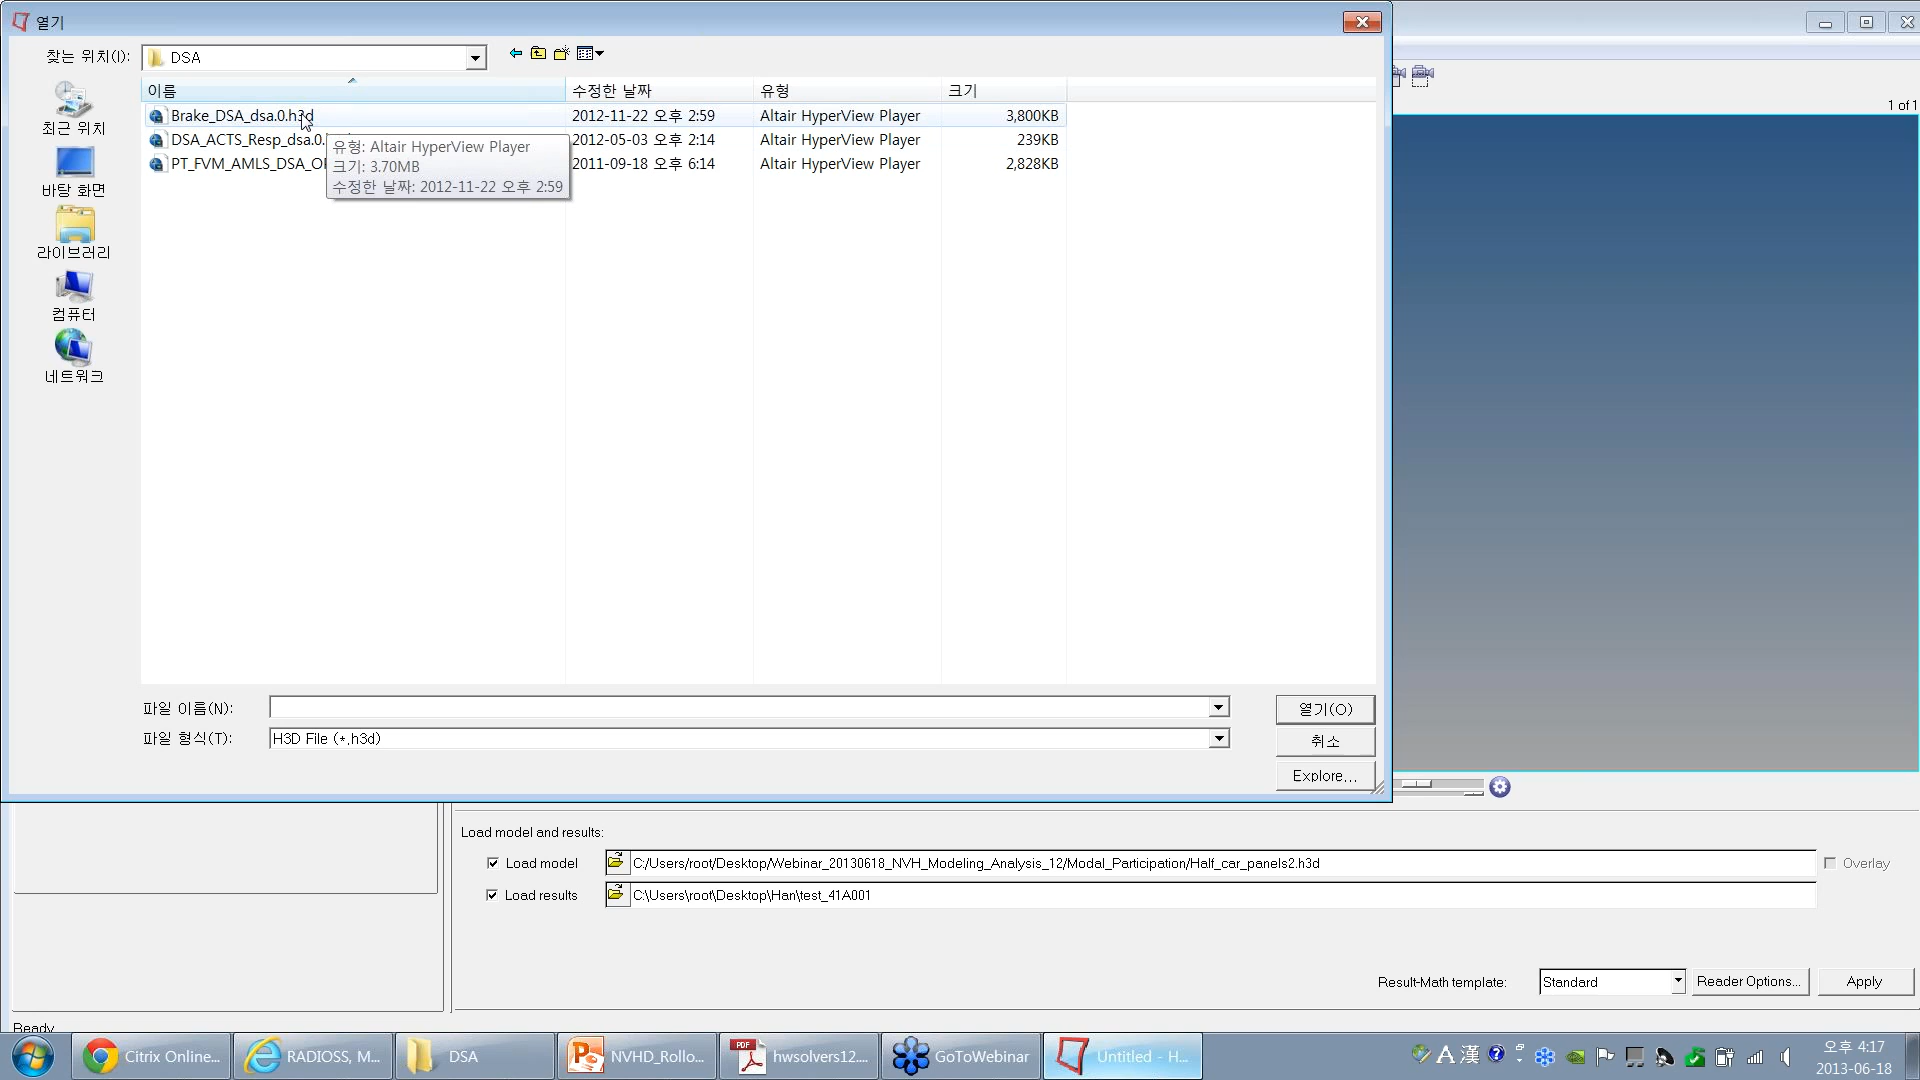 열기
찾는 위치(I):
DSA
1 of 1
이름
수정한 날짜
유형
크기
Brake_DSA_dsa.0.h3d
2012-11-22 오후 2:59
Altair HyperView Player
3,800KB
DSA_ACTS_Resp_dsa.0.
2012-05-03 오후 2:14
Altair HyperView Player
239KB
PT_FVM_AMLS_DSA_
2011-09-18 오후 6:14
Altair HyperView Player
2,828KB
유형: Altair HyperView Player
크기: 3.70MB
수정한 날짜: 2012-11-22 오후 2:59
최근 위치
바탕 화면
라이브러리
컴퓨터
네트워크
파일 이름(N):
열기(O)
파일 형식(T):
H3D File (*.h3d)
취소
Explore...
Load model and results:
Load model
C:/Users/root/Desktop/Webinar_20130618_NVH_Modeling_Analysis_12/Modal_Participation/Half_car_panels2.h3d
Overlay
Load results
C:\Users\root\Desktop\Han\test_41A001
Result-Math template:
Standard
Reader Options...
Apply
Ready
Citrix Online...
RADIOSS, M...
DSA
NVHD_Rollo...
hwsolvers12....
GoToWebinar
Untitled - H...
A 漢
오후 4:17
2013-06-18